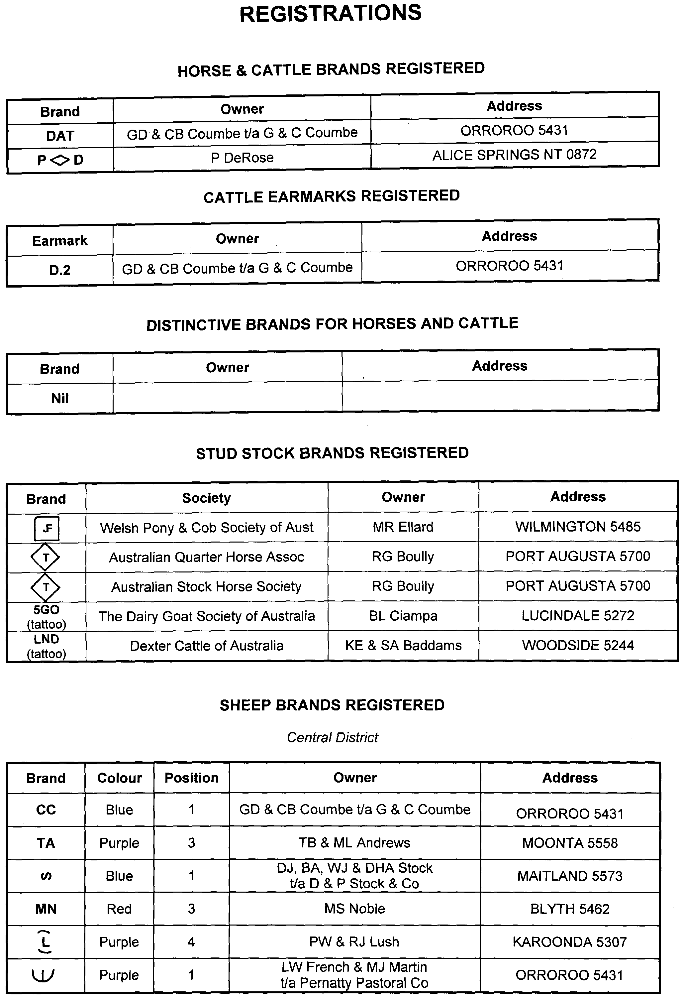 REGISTRATIONS
HORSE & CATTLE BRANDS REGISTERED
Brand Owner Address
DAT GD & CB Coumbe t/a G & C Coumbe ORROROO 5431
P◇D P DeRose ALICE SPRINGS NT 0872
CATTLE EARMARKS REGISTERED
Earmark Owner Address
D.2 GD & CB Coumbe t/a G & C Coumbe ORROROO 5431
DISTINCTIVE BRANDS FOR HORSES AND CATTLE
Brand Owner Address
Nil
STUD STOCK BRANDS REGISTERED
Brand Society Owner Address
JF Welsh Pony & Cob Society of Aust MR Ellard WILMINGTON 5485
T Australian Quarter Horse Assoc RG Boully PORT AUGUSTA 5700
T Australian Stock Horse Society RG Boully PORT AUGUSTA 5700
5GO
(tattoo) The Dairy Goat Society of Australia BL Ciampa LUCINDALE 5272
LND
(tattoo) Dexter Cattle of Australia KE & SA Baddams WOODSIDE 5244
SHEEP BRANDS REGISTERED
Central District
Brand Colour Position Owner Address
CC Blue 1 GD & CB Coumbe t/a G & C Coumbe ORROROO 5431
TA Purple 3 TB & ML Andrews MOONTA 5558
S Blue 1 DJ, BA, WJ & DHA Stock
t/a D & P Stock & Co MAITLAND 5573
MN Red 3 MS Noble BLYTH 5462
L Purple 4 PW & RJ Lush KAROONDA 5307
Purple 1 LW French & MJ Martin
t/a Pernatty Pastoral Co ORROROO 5431